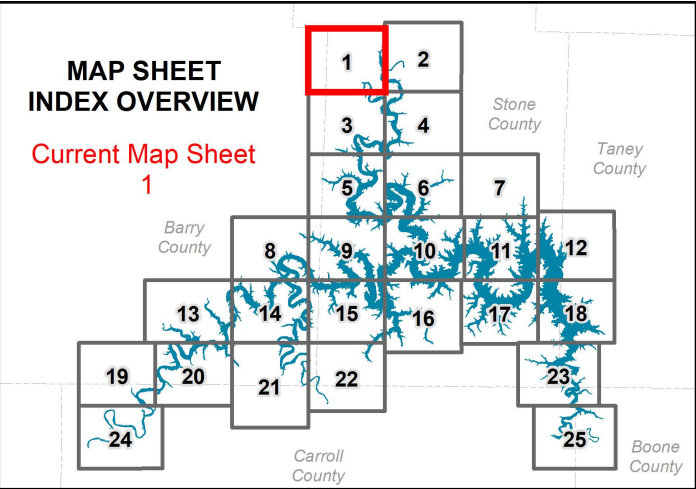 MAP SHEET
INDEX OVERVIEW
Current Map Sheet
1
1
2
3
4
Stone
County
Taney
County
5
6
7
Barry
County
8
9
10
11
12
13
14
15
16
17
18
19
20
21
22
23
24
25
Carroll
County
Boone
County